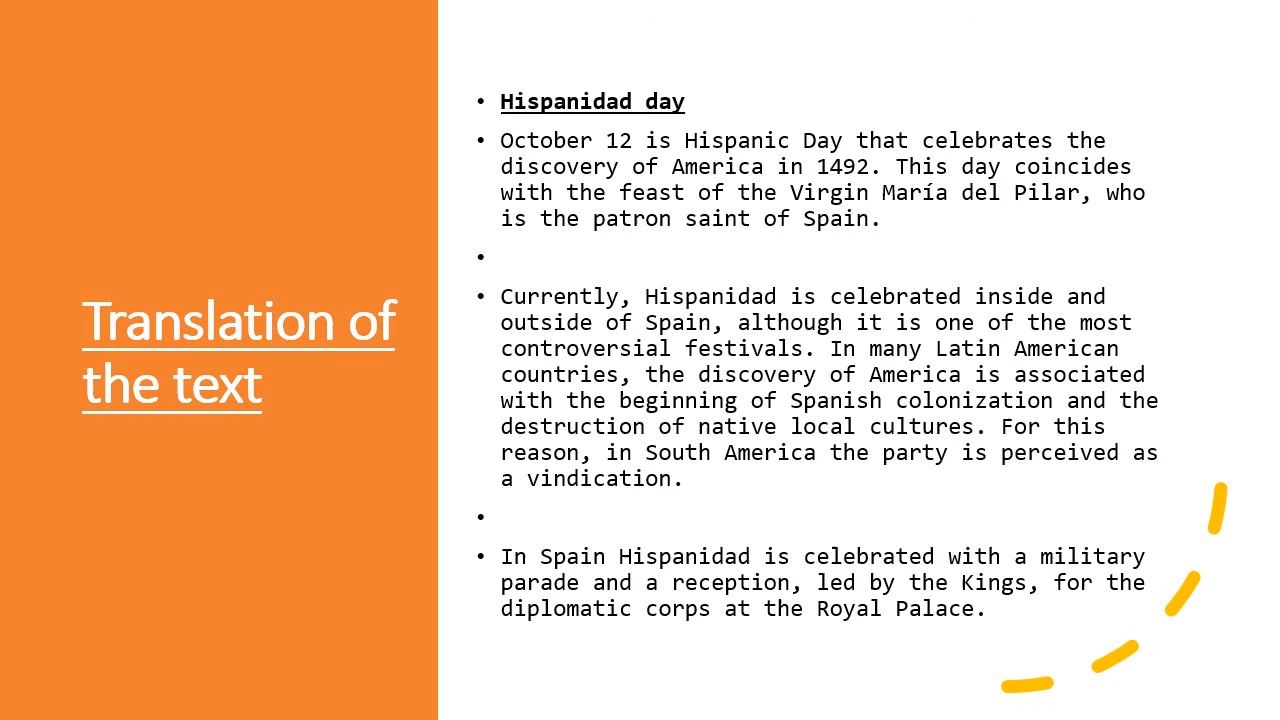 Translation of
the text
• Hispanidad day
• October 12 is Hispanic Day that celebrates the
discovery of America in 1492. This day coincides
with the feast of the Virgin María del Pilar, who
is the patron saint of Spain.
•
• Currently, Hispanidad is celebrated inside and
outside of Spain, although it is one of the most
controversial festivals. In many Latin American
countries, the discovery of America is associated
with the beginning of Spanish colonization and the
destruction of native local cultures. For this
reason, in South America the party is perceived as
a vindication.
•
• In Spain Hispanidad is celebrated with a military
parade and a reception, led by the Kings, for the
diplomatic corps at the Royal Palace.